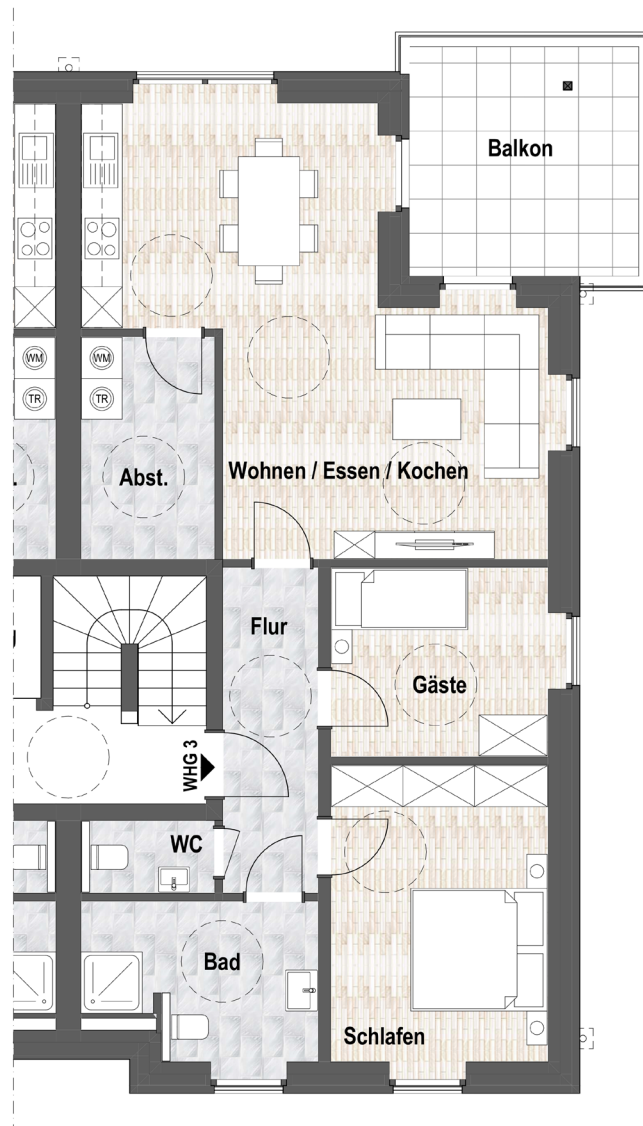 Balkon
WM
WM
TR
TR
Abst.
Wohnen / Essen / Kochen
Flur
Gäste
WHG 3
WC
Bad
Schlafen